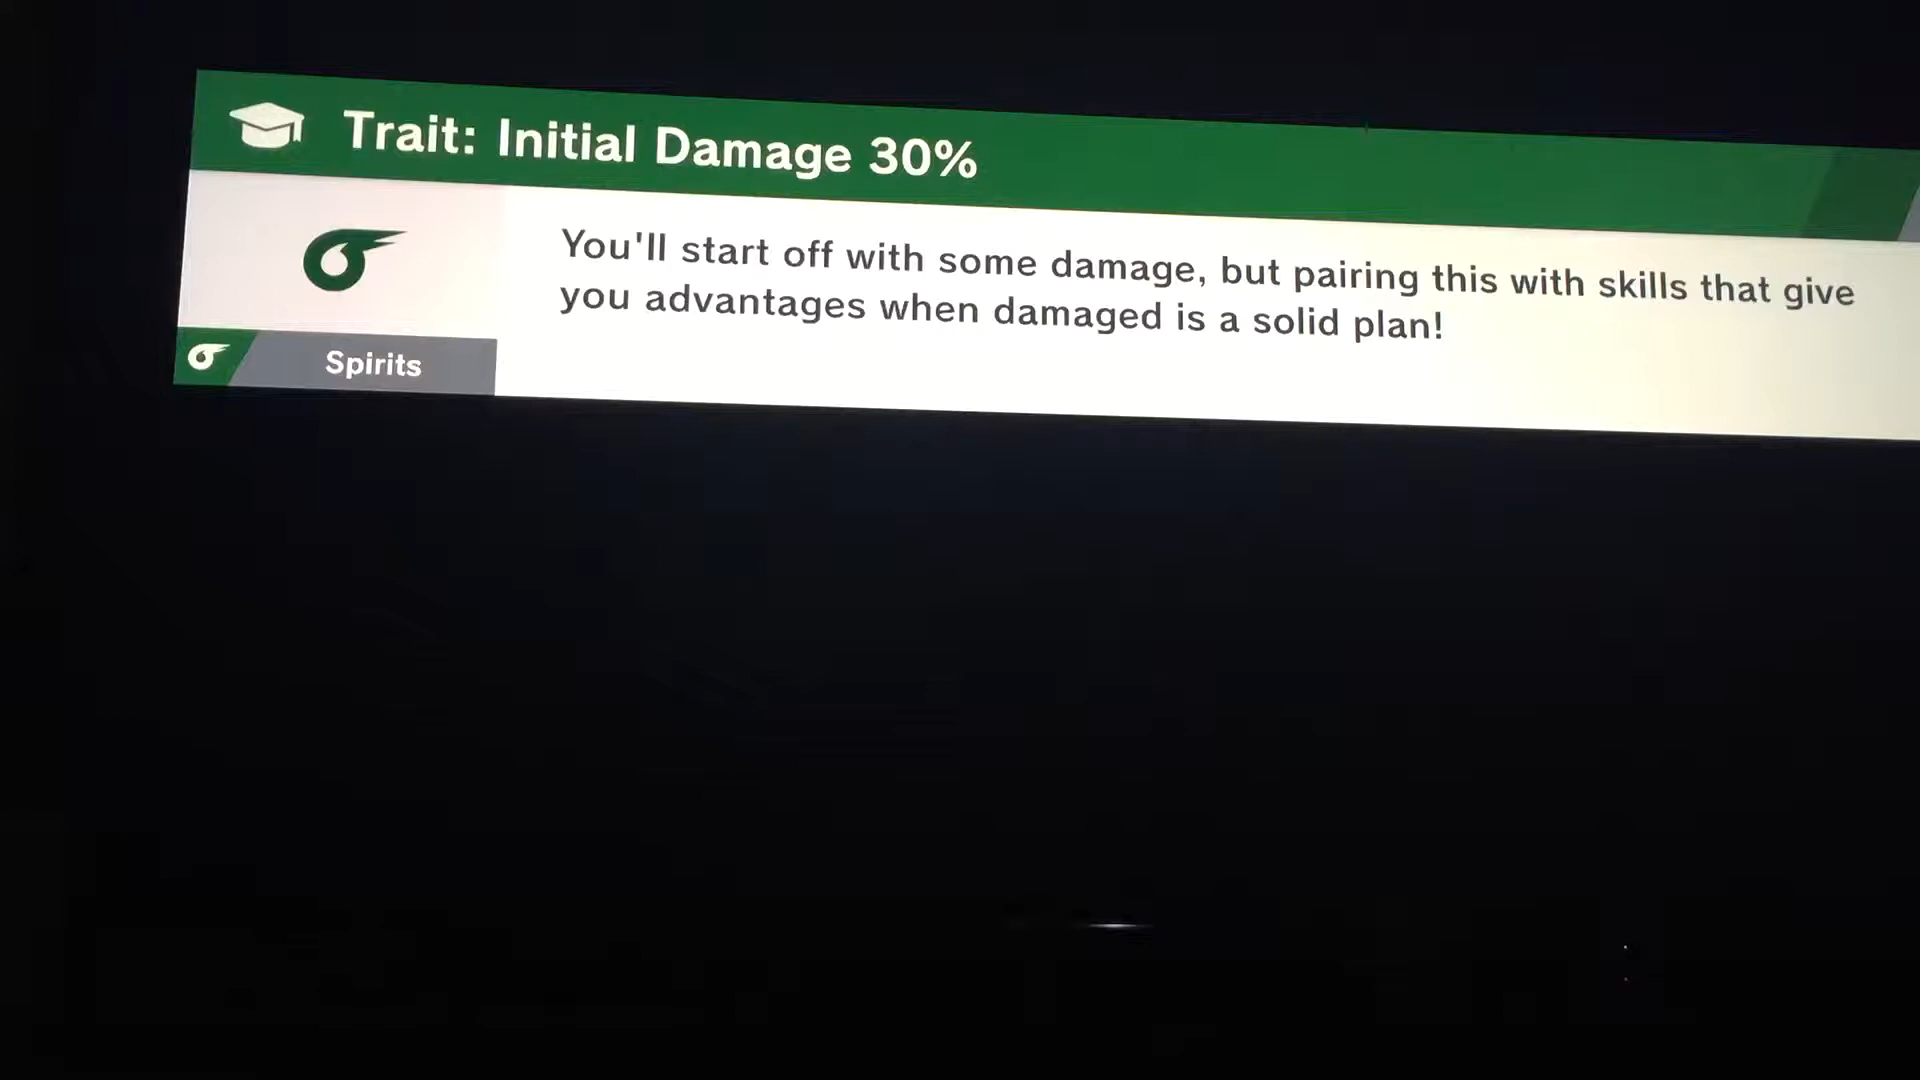 Trait: Initial Damage 30%
You'll start off with some damage, but pairing this with skills that give
you advantages when damaged is a solid plan!
Spirits